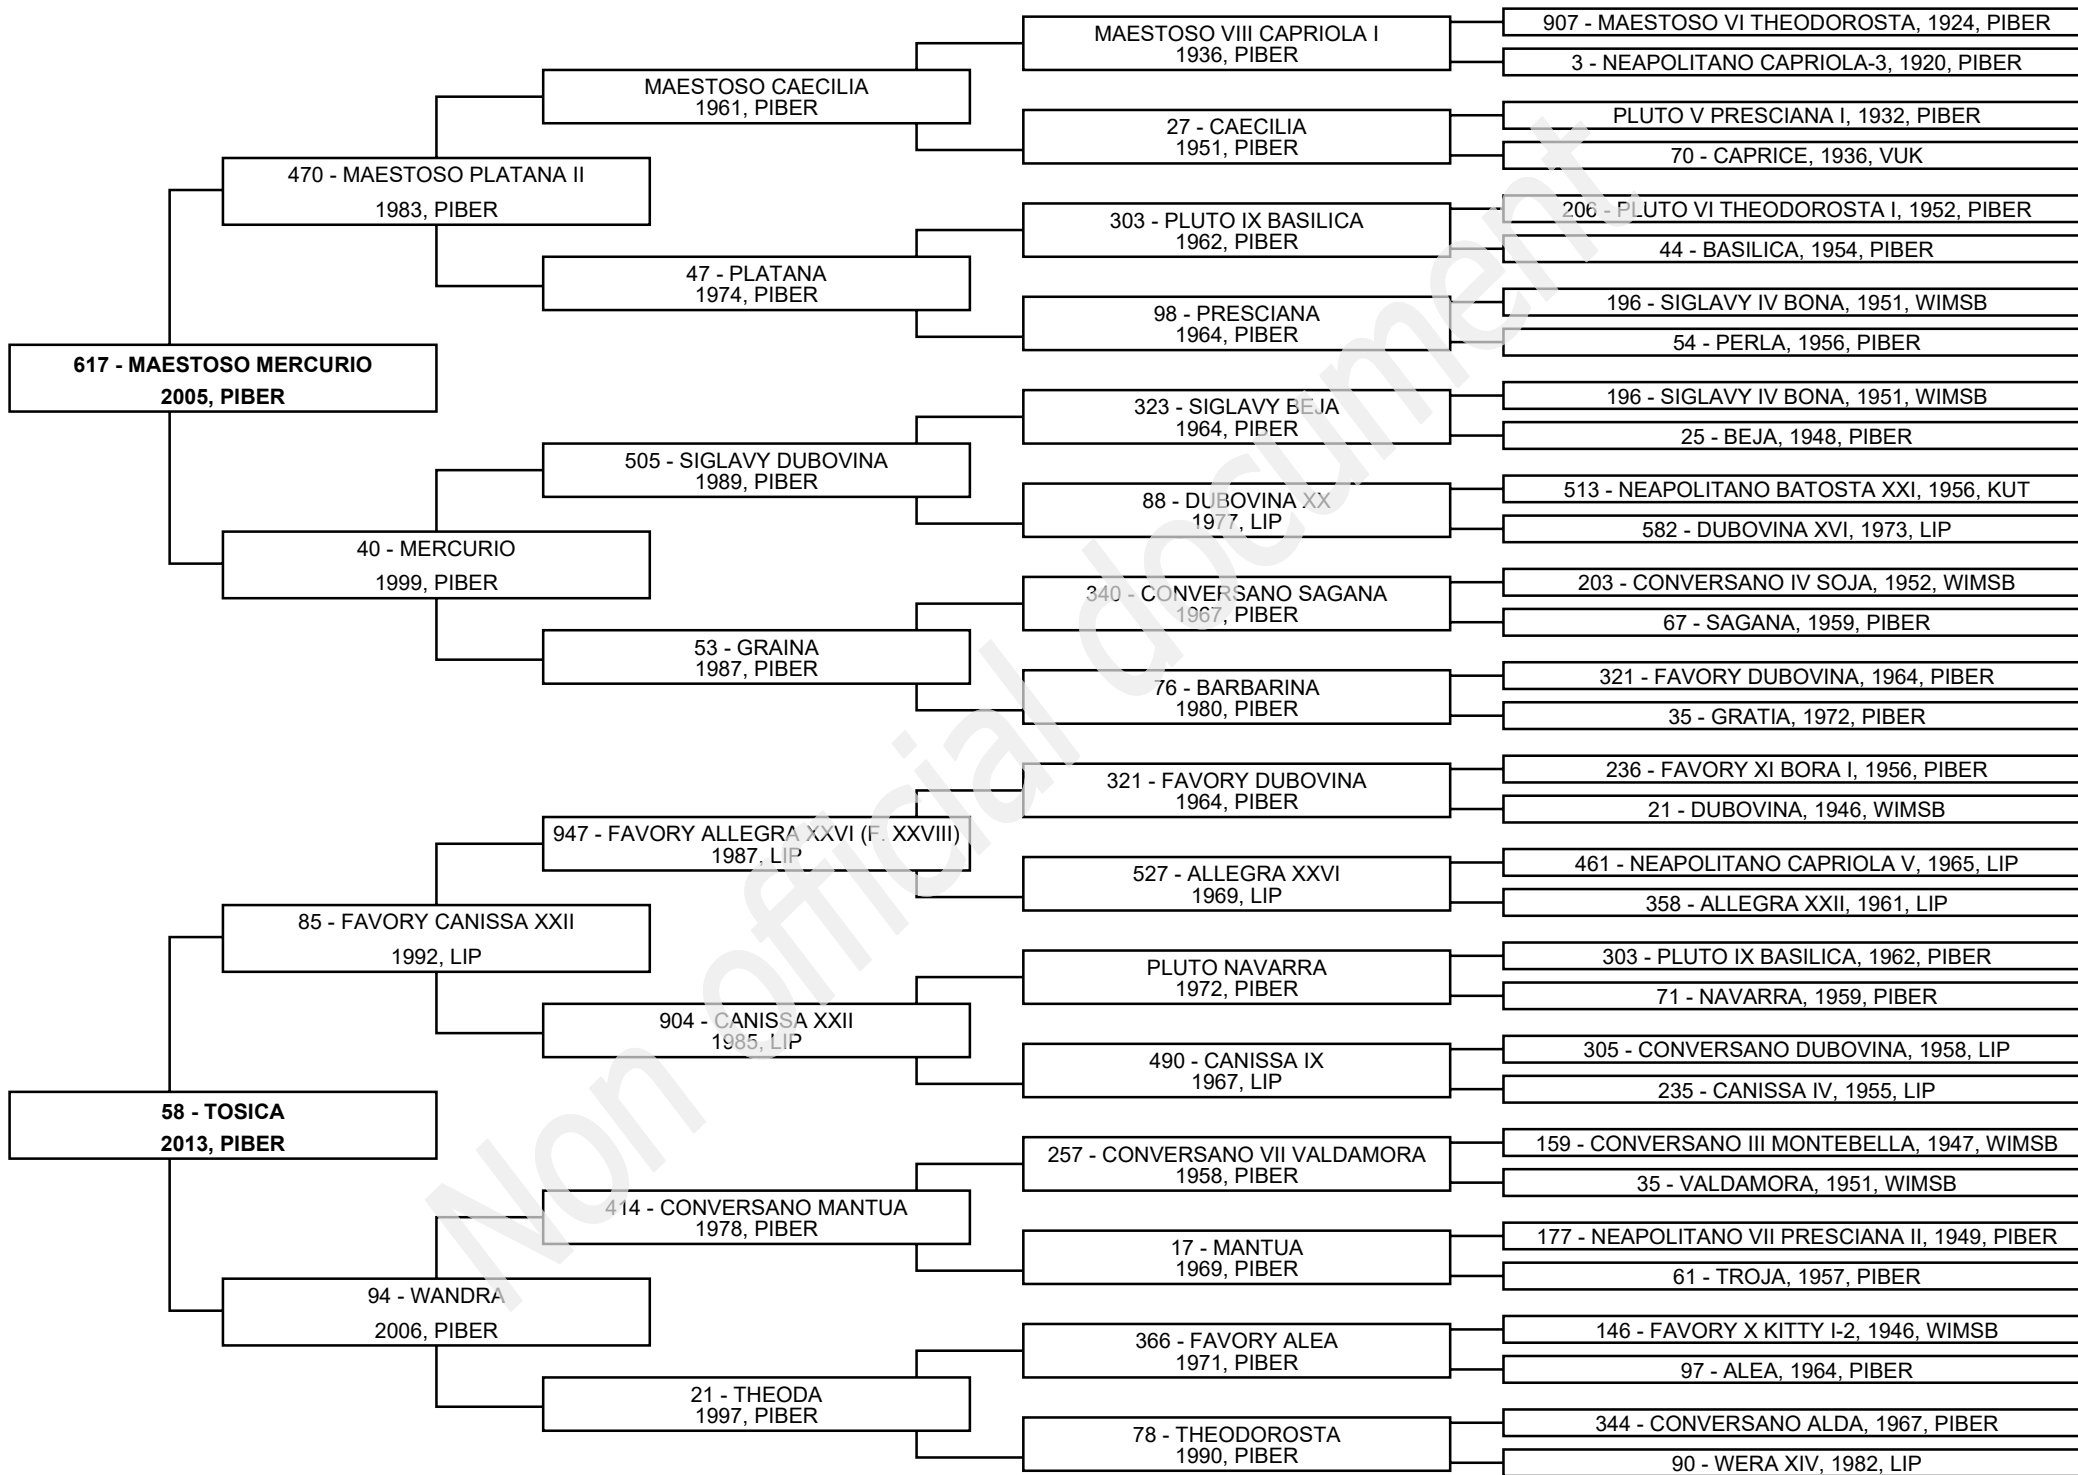 617 - MAESTOSO MERCURIO
2005, PIBER
58 - TOSICA
2013, PIBER
470 - MAESTOSO PLATANA II
1983, PIBER
40 - MERCURIO
1999, PIBER
85 - FAVORY CANISSA XXII
1992, LIP
94 - WANDRA
2006, PIBER
MAESTOSO CAECILIA
1961, PIBER
47 - PLATANA
1974, PIBER
505 - SIGLAVY DUBOVINA
1989, PIBER
53 - GRAINA
1987, PIBER
947 - FAVORY ALLEGRA XXVI (F. XXVIII)
1987, LIP
904 - CANISSA XXII
1985, LIP
414 - CONVERSANO MANTUA
1978, PIBER
21 - THEODA
1997, PIBER
MAESTOSO VIII CAPRIOLA I
1936, PIBER
27 - CAECILIA
1951, PIBER
303 - PLUTO IX BASILICA
1962, PIBER
98 - PRESCIANA
1964, PIBER
323 - SIGLAVY BEJA
1964, PIBER
88 - DUBOVINA XX
1977, LIP
340 - CONVERSANO SAGANA
1967, PIBER
76 - BARBARINA
1980, PIBER
321 - FAVORY DUBOVINA
1964, PIBER
527 - ALLEGRA XXVI
1969, LIP
PLUTO NAVARRA
1972, PIBER
490 - CANISSA IX
1967, LIP
257 - CONVERSANO VII VALDAMORA
1958, PIBER
17 - MANTUA
1969, PIBER
366 - FAVORY ALEA
1971, PIBER
78 - THEODOROSTA
1990, PIBER
907 - MAESTOSO VI THEODOROSTA, 1924, PIBER
3 - NEAPOLITANO CAPRIOLA-3, 1920, PIBER
PLUTO V PRESCIANA I, 1932, PIBER
70 - CAPRICE, 1936, VUK
206 - PLUTO VI THEODOROSTA I, 1952, PIBER
44 - BASILICA, 1954, PIBER
196 - SIGLAVY IV BONA, 1951, WIMSB
54 - PERLA, 1956, PIBER
196 - SIGLAVY IV BONA, 1951, WIMSB
25 - BEJA, 1948, PIBER
513 - NEAPOLITANO BATOSTA XXI, 1956, KUT
582 - DUBOVINA XVI, 1973, LIP
203 - CONVERSANO IV SOJA, 1952, WIMSB
67 - SAGANA, 1959, PIBER
321 - FAVORY DUBOVINA, 1964, PIBER
35 - GRATIA, 1972, PIBER
236 - FAVORY XI BORA I, 1956, PIBER
21 - DUBOVINA, 1946, WIMSB
461 - NEAPOLITANO CAPRIOLA V, 1965, LIP
358 - ALLEGRA XXII, 1961, LIP
303 - PLUTO IX BASILICA, 1962, PIBER
71 - NAVARRA, 1959, PIBER
305 - CONVERSANO DUBOVINA, 1958, LIP
235 - CANISSA IV, 1955, LIP
159 - CONVERSANO III MONTEBELLA, 1947, WIMSB
35 - VALDAMORA, 1951, WIMSB
177 - NEAPOLITANO VII PRESCIANA II, 1949, PIBER
61 - TROJA, 1957, PIBER
146 - FAVORY X KITTY I-2, 1946, WIMSB
97 - ALEA, 1964, PIBER
344 - CONVERSANO ALDA, 1967, PIBER
90 - WERA XIV, 1982, LIP
Non official document